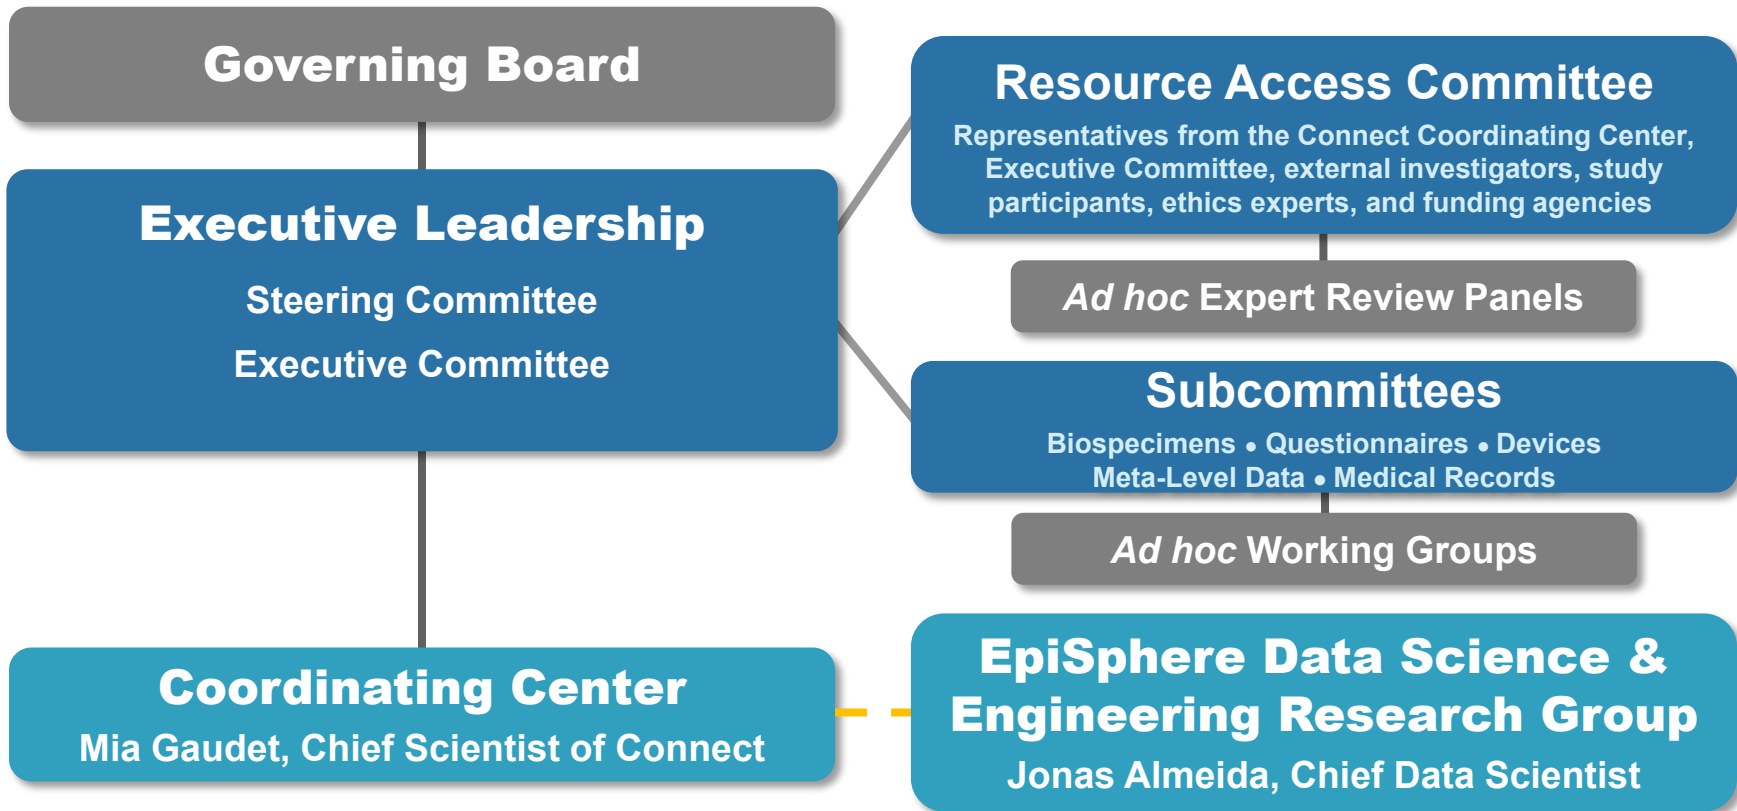 Governing Board
Executive Leadership
Steering Committee
Executive Committee
Resource Access Committee
Representatives from the Connect Coordinating Center,
Executive Committee, external investigators, study
participants, ethics experts, and funding agencies
Ad hoc Expert Review Panels
Subcommittees
Biospecimens • Questionnaires • Devices
Meta-Level Data • Medical Records
Ad hoc Working Groups
Coordinating Center
Mia Gaudet, Chief Scientist of Connect
EpiSphere Data Science &
Engineering Research Group
Jonas Almeida, Chief Data Scientist